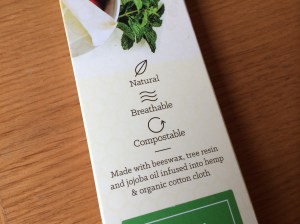 Natural
Breathable
Compostable
Made with beeswax, tree resin
and jojoba oil infused into hemp
& organic cotton cloth